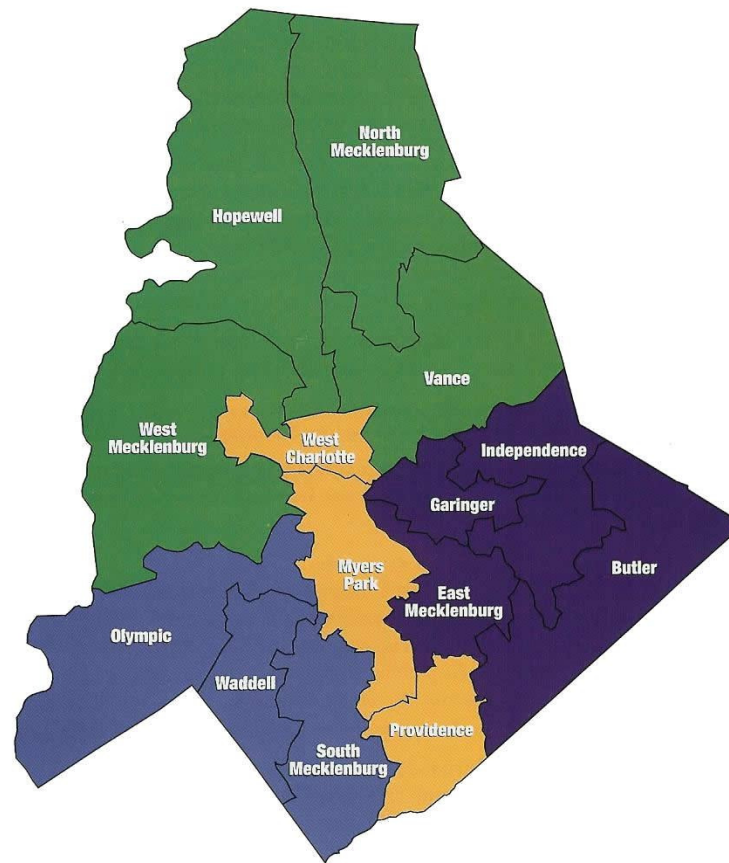 North
Mecklenburg
Hopewell
Vance
West
Mecklenburg
West
Charlotte
Independence
Garinger
Myers
Park
Butler
East
Mecklenburg
Olympic
Waddell
Providence
South
Mecklenburg